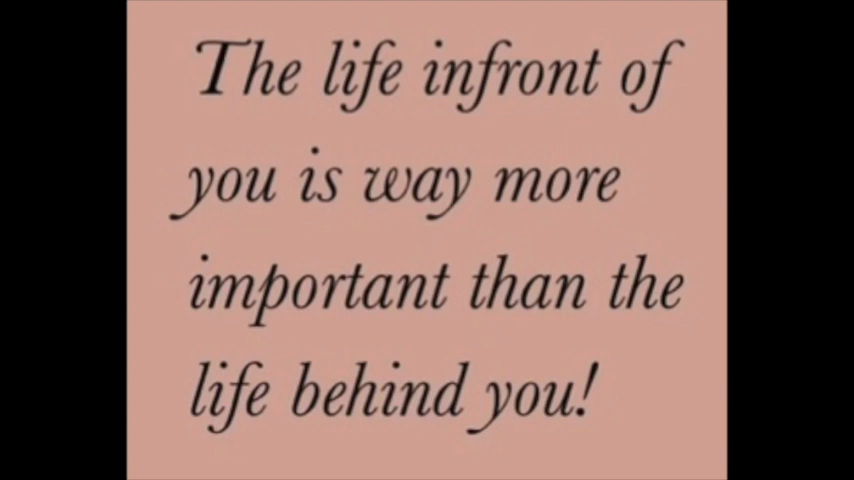 The life infront of
you is way more
important than the
life behind you!